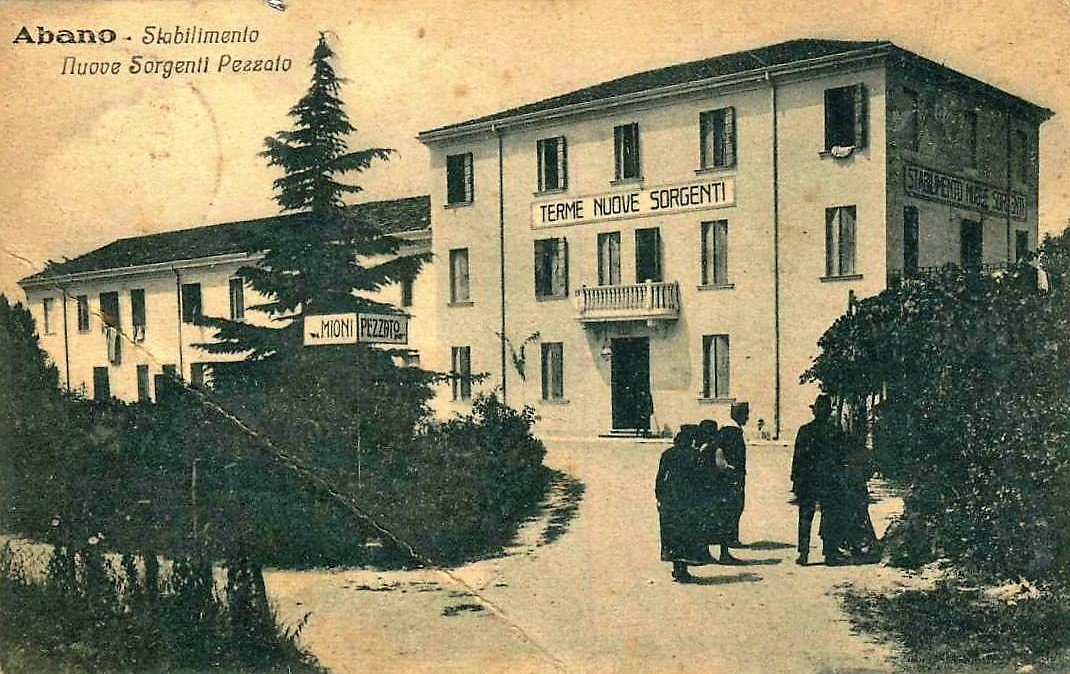 Abano - Stabilimento
Nuove Sorgenti Pezzato
TERME NUOVE SORGENTI
STABILIMENTO NUOVE SORGENTI
MIONI PEZZATO